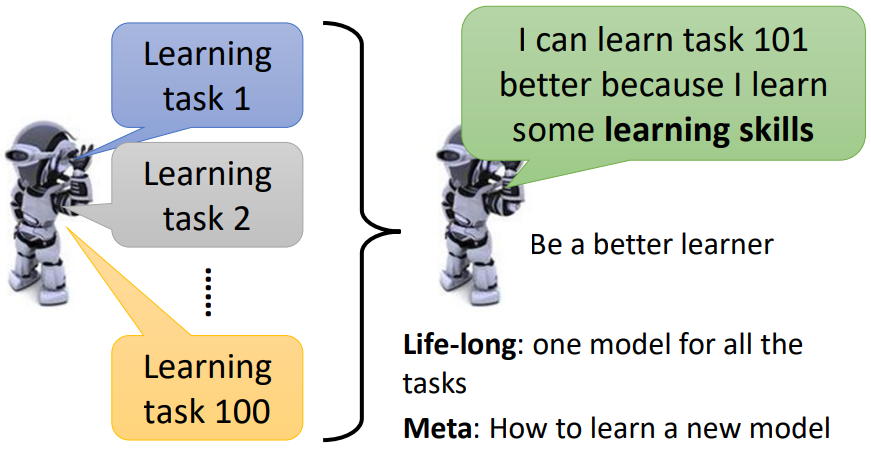 Learning
task 1
Learning
task 2
Learning
task 100
I can learn task 101
better because I learn
some learning skills
Be a better learner
Life-long: one model for all the
tasks
Meta: How to learn a new model